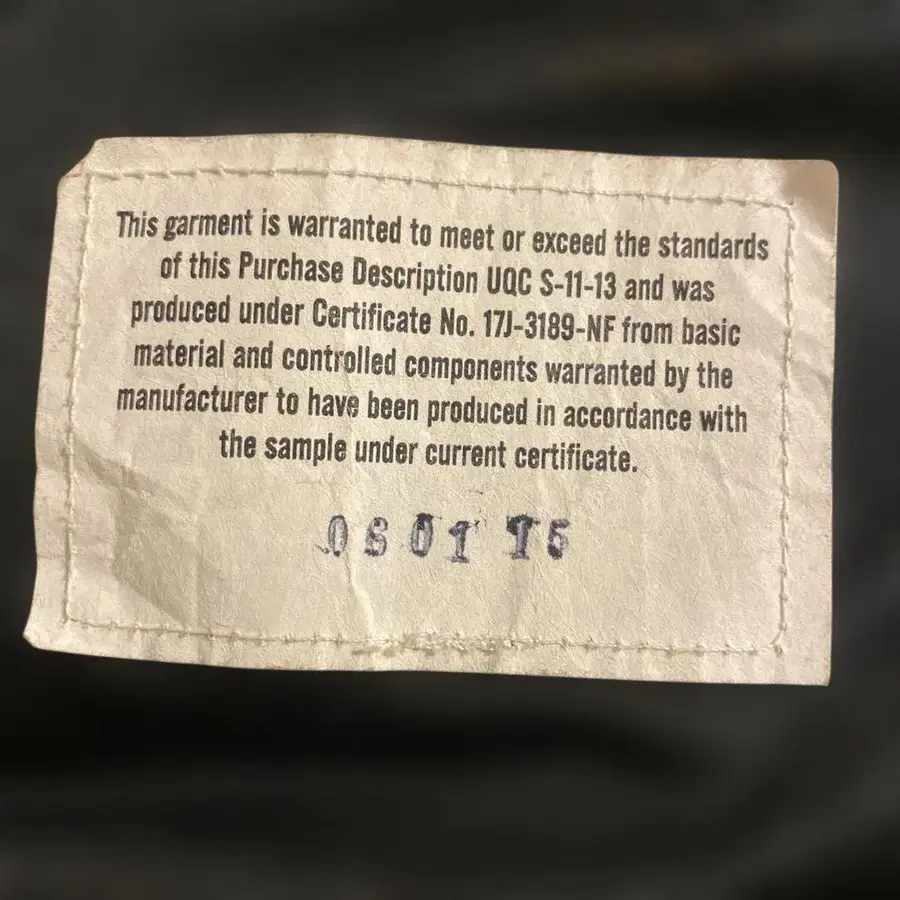 This garment is warranted to meet or exceed the standards
of this Purchase Description UQC S-11-13 and was
produced under Certificate No. 17J-3189-NF from basic
material and controlled components warranted by the
manufacturer to have been produced in accordance with
the sample under current certificate.